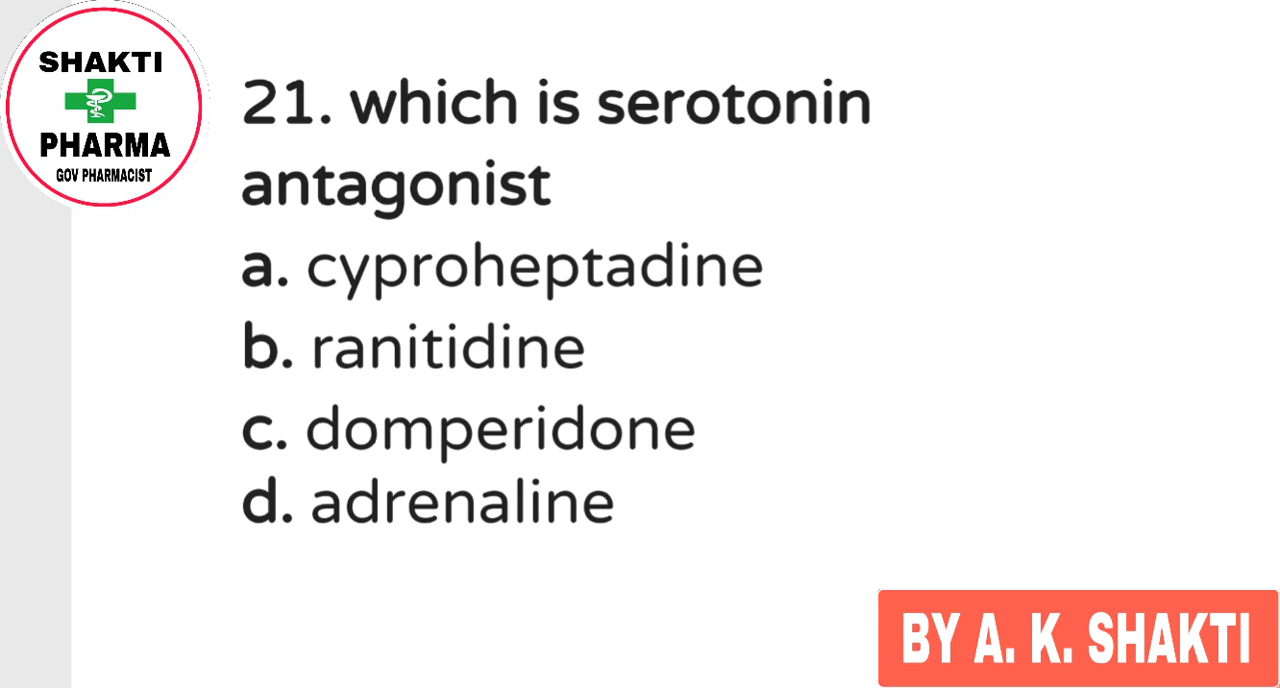 SHAKTI
PHARMA
GOV PHARMACIST
21. which is serotonin
antagonist
a. cyproheptadine
b. ranitidine
c. domperidone
d. adrenaline
BY A. K. SHAKTI